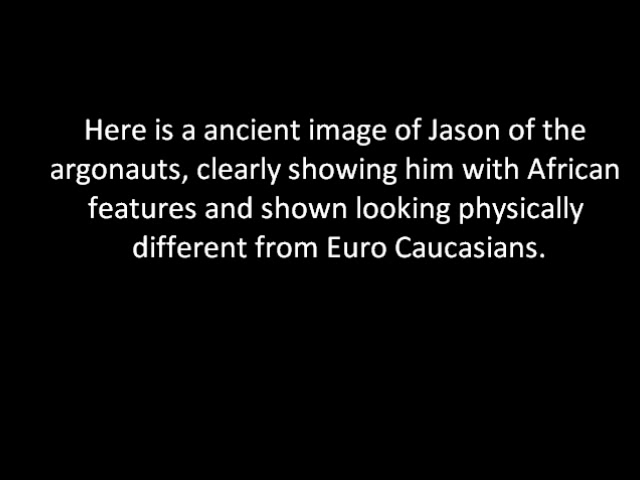 Here is a ancient image of Jason of the
argonauts, clearly showing him with African
features and shown looking physically
different from Euro Caucasians.